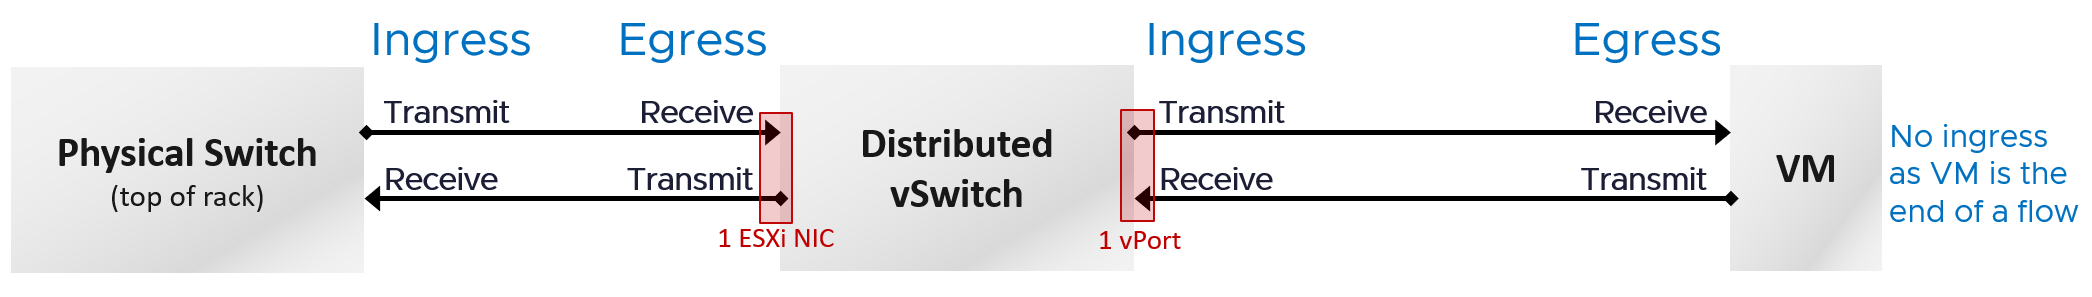 Ingress Egress Ingress Egress
Transmit Receive Transmit Receive
Physical Switch
(top of rack)
Receive Transmit
Distributed
vSwitch
Receive Transmit
VM
No ingress
as VM is the
end of a flow
1 ESXi NIC
1 vPort